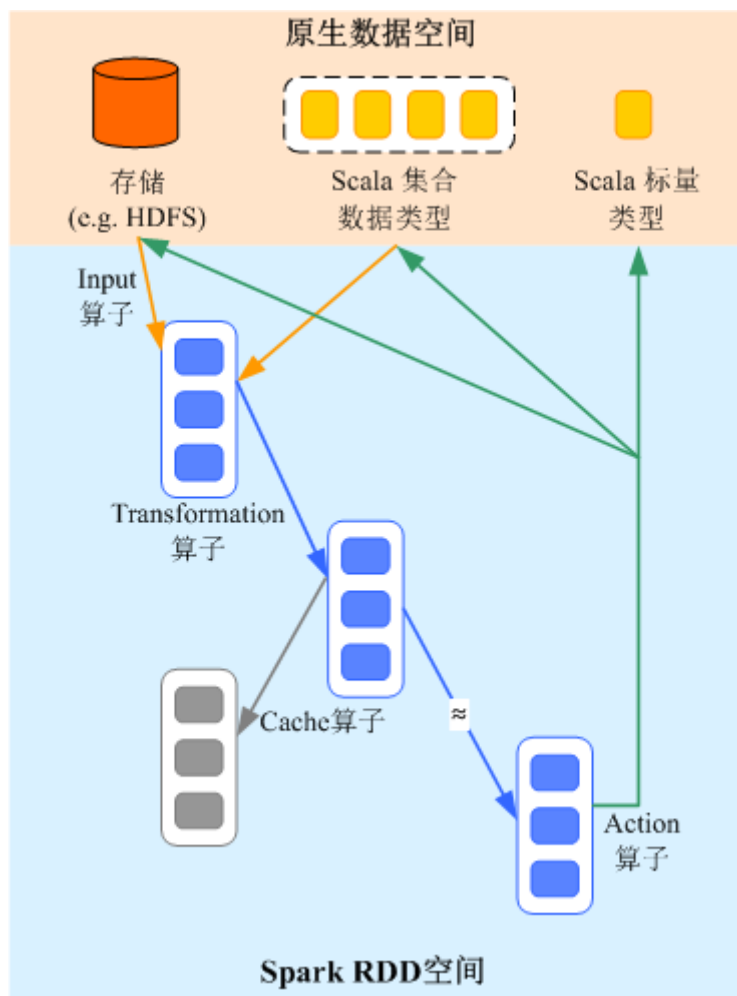 原生数据空间
存储
(e.g. HDFS)
Scala 集合
数据类型
Scala 标量
类型
Input
算子
Transformation
算子
Cache算子
≈
Action
算子
Spark RDD空间